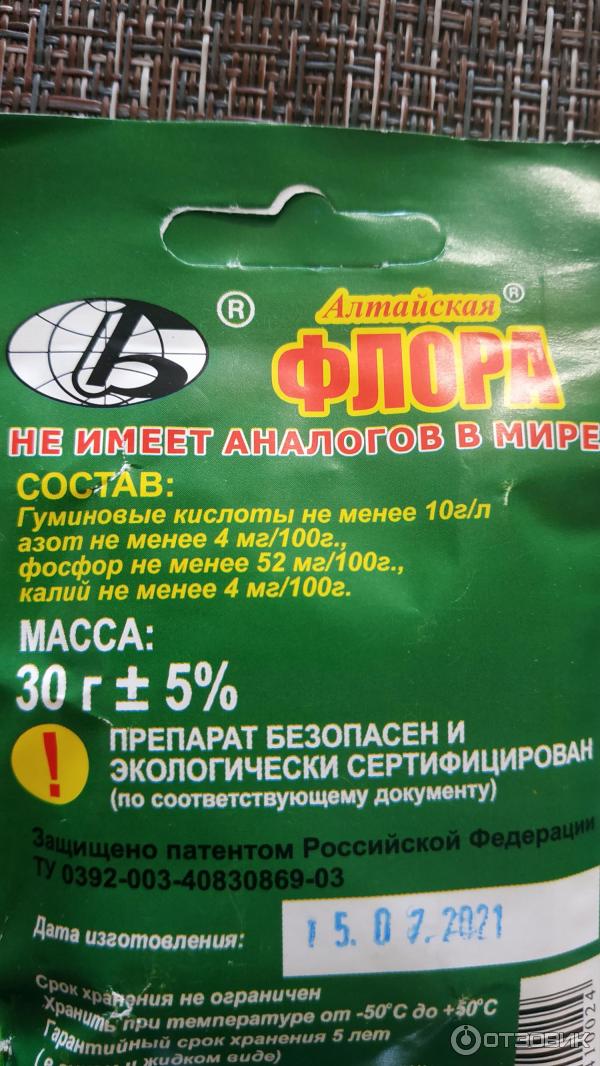 ®
Алтайская ®
ФЛОРА
НЕ ИМЕЕТ АНАЛОГОВ В МИРЕ
СОСТАВ:
Гуминовые кислоты не менее 10г/л
азот не менее 4 мг/100г.,
фосфор не менее 52 мг/100г.,
калий не менее 4 мг/100г.
МАССА:
30 г ± 5%
! ПРЕПАРАТ БЕЗОПАСЕН И
ЭКОЛОГИЧЕСКИ СЕРТИФИЦИРОВАН
(по соответствующему документу)
Защищено патентом Российской Федерации
ТУ 0392-003-40830869-03
Дата изготовления: 15.07.2021
Срок хранения не ограничен
Хранить при температуре от -50°С до +50°С
Гарантийный срок хранения 5 лет
жидком виде)
ОТЗОВИК